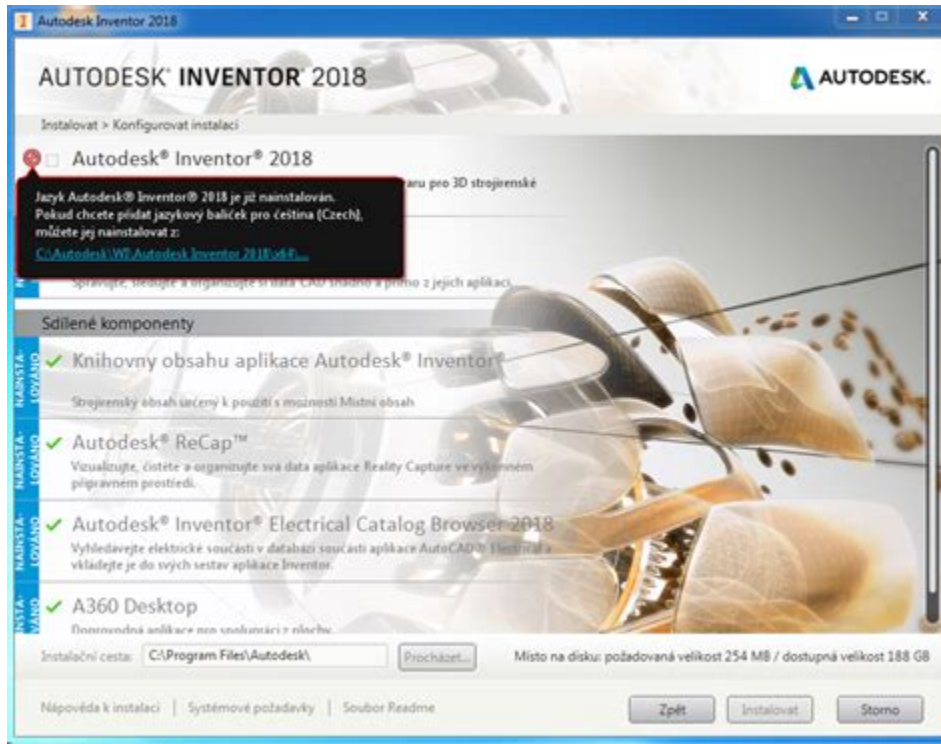 Autodesk Inventor 2018
AUTODESK® INVENTOR® 2018
AUTODESK.
Instalovat > Konfigurovat instalaci
Autodesk® Inventor® 2018
aru pro 3D strojírenské
Jazyk Autodesk® Inventor® 2018 je již nainstalován.
Pokud chcete přidat jazykový balíček pro čeština (Czech),
můžete jej nainstalovat z:
C:\Autodesk\WI\Autodesk Inventor 2018\x64\...
Spravujte, sledujte a organizujte si data CAD snadno a přímo z jejich aplikací.
Sdílené komponenty
NAINSTA-
LOVÁNO
Knihovny obsahu aplikace Autodesk® Inventor®
Strojírenský obsah určený k použití s možností Místní obsah
NAINSTA-
LOVÁNO
Autodesk® ReCap™
Vizualizujte, čistěte a organizujte svá data aplikace Reality Capture ve výkonném
přípravném prostředí.
NAINSTA-
LOVÁNO
Autodesk® Inventor® Electrical Catalog Browser 2018
Vyhledávejte elektrické součásti v databázi součástí aplikace AutoCAD® Electrical a
vkládejte je do svých sestav aplikace Inventor.
INSTA-
VÁNO
A360 Desktop
Doprovodná aplikace pro spolupráci z plochy.
Instalační cesta: C:\Program Files\Autodesk\ Procházet... Místo na disku: požadovaná velikost 254 MB / dostupná velikost 188 GB
Nápověda k instalaci | Systémové požadavky | Soubor Readme Zpět Instalovat Storno